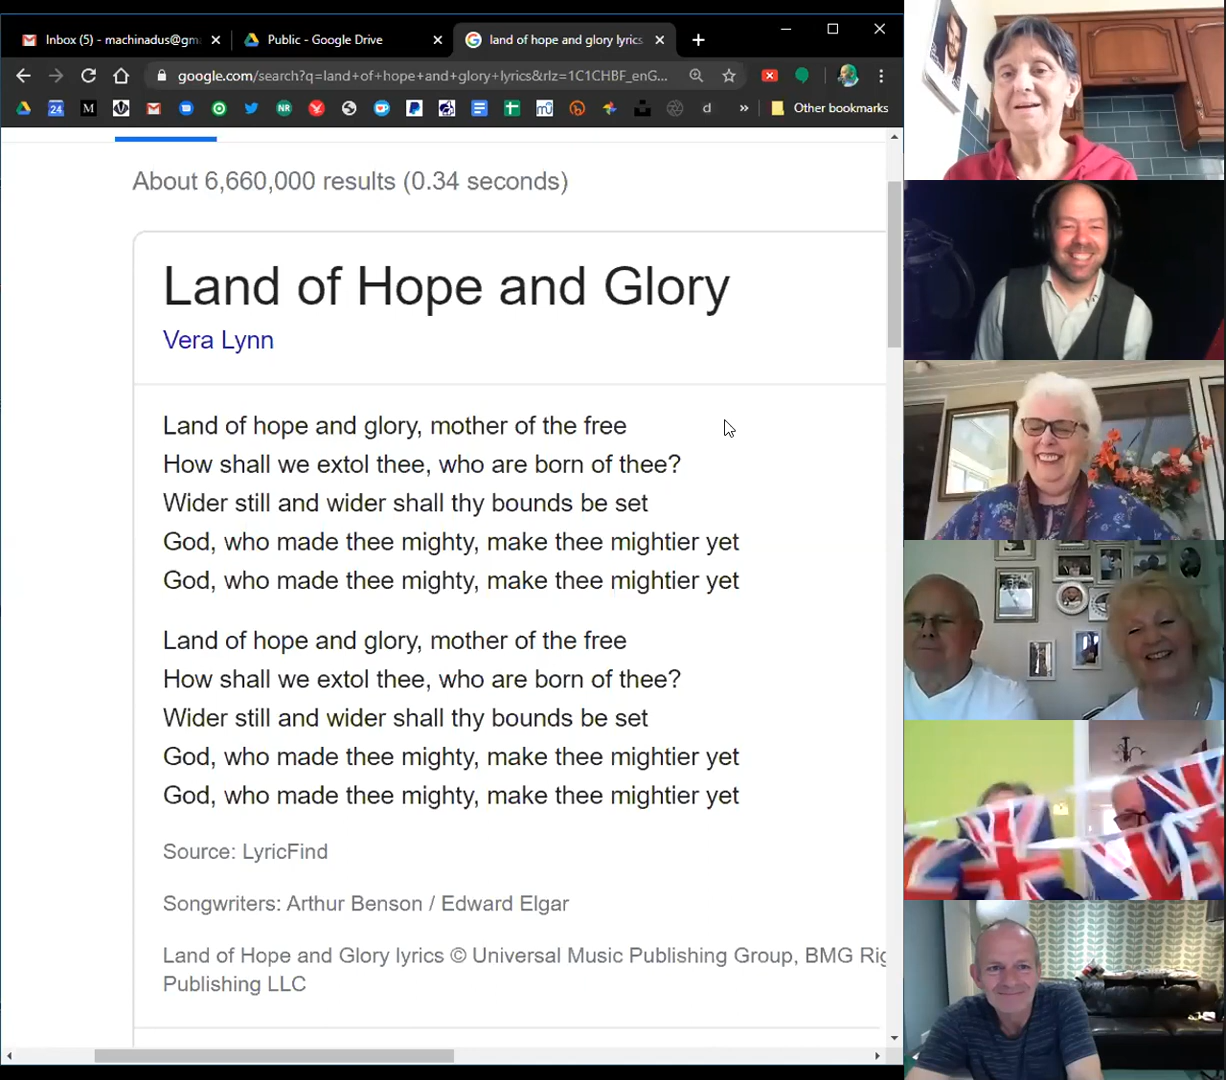 Inbox (5) - machinadus@gm
Public - Google Drive
land of hope and glory lyrics
google.com/search?q=land+of+hope+and+glory+lyrics&rlz=1C1CHBF_enG...
24
M
NR
d
»
Other bookmarks
About 6,660,000 results (0.34 seconds)
Land of Hope and Glory
Vera Lynn
Land of hope and glory, mother of the free
How shall we extol thee, who are born of thee?
Wider still and wider shall thy bounds be set
God, who made thee mighty, make thee mightier yet
God, who made thee mighty, make thee mightier yet
Land of hope and glory, mother of the free
How shall we extol thee, who are born of thee?
Wider still and wider shall thy bounds be set
God, who made thee mighty, make thee mightier yet
God, who made thee mighty, make thee mightier yet
Source: LyricFind
Songwriters: Arthur Benson / Edward Elgar
Land of Hope and Glory lyrics © Universal Music Publishing Group, BMG Rig
Publishing LLC